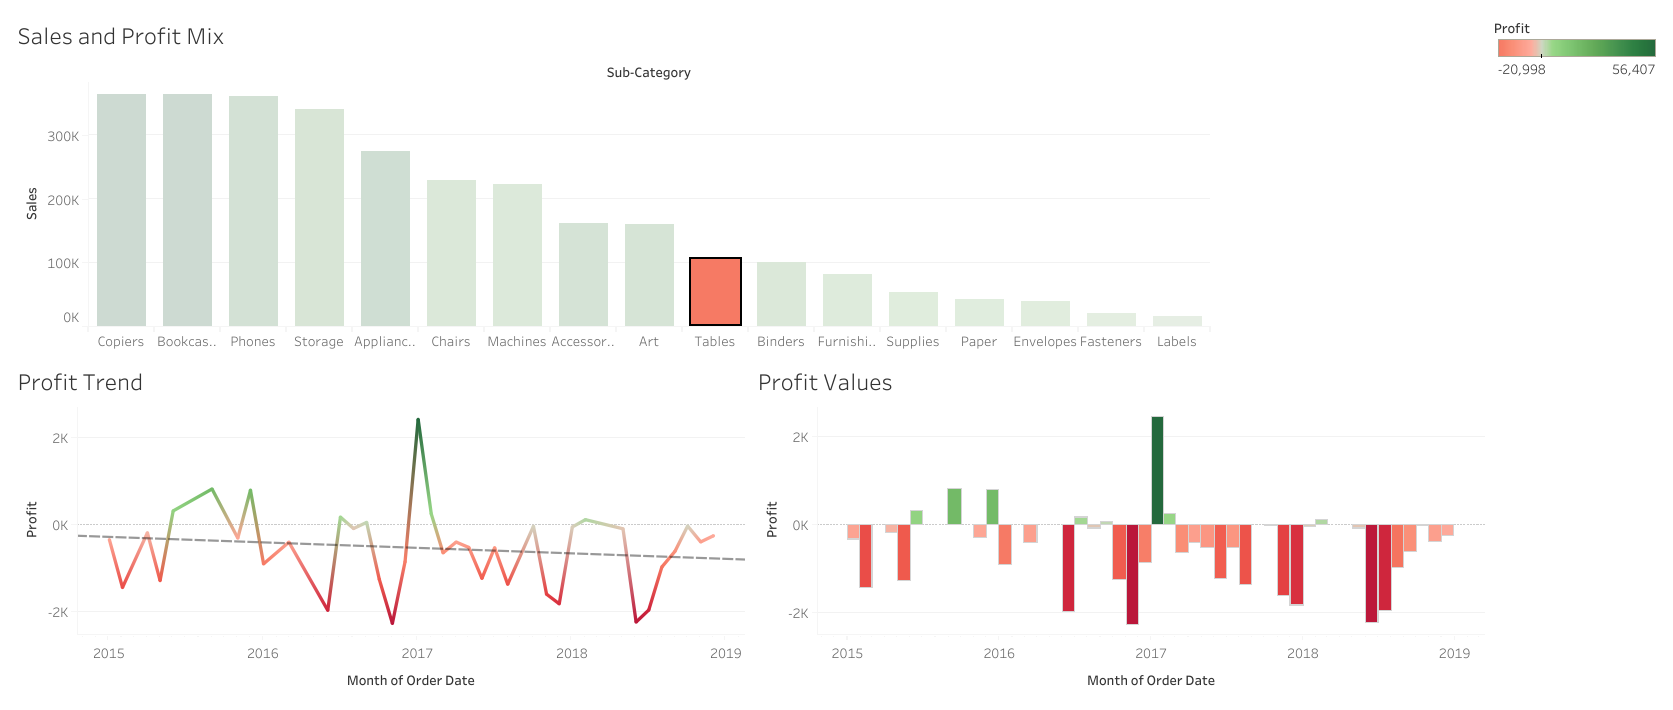 Sales and Profit Mix
Profit
-20,998 56,407
Sub-Category
Sales
300K
200K
100K
0K
Copiers Bookcas.. Phones Storage Applianc.. Chairs Machines Accessor.. Art Tables Binders Furnishi.. Supplies Paper Envelopes Fasteners Labels
Profit Trend
Profit
2K
0K
-2K
2015 2016 2017 2018 2019
Month of Order Date
Profit Values
Profit
2K
0K
-2K
2015 2016 2017 2018 2019
Month of Order Date